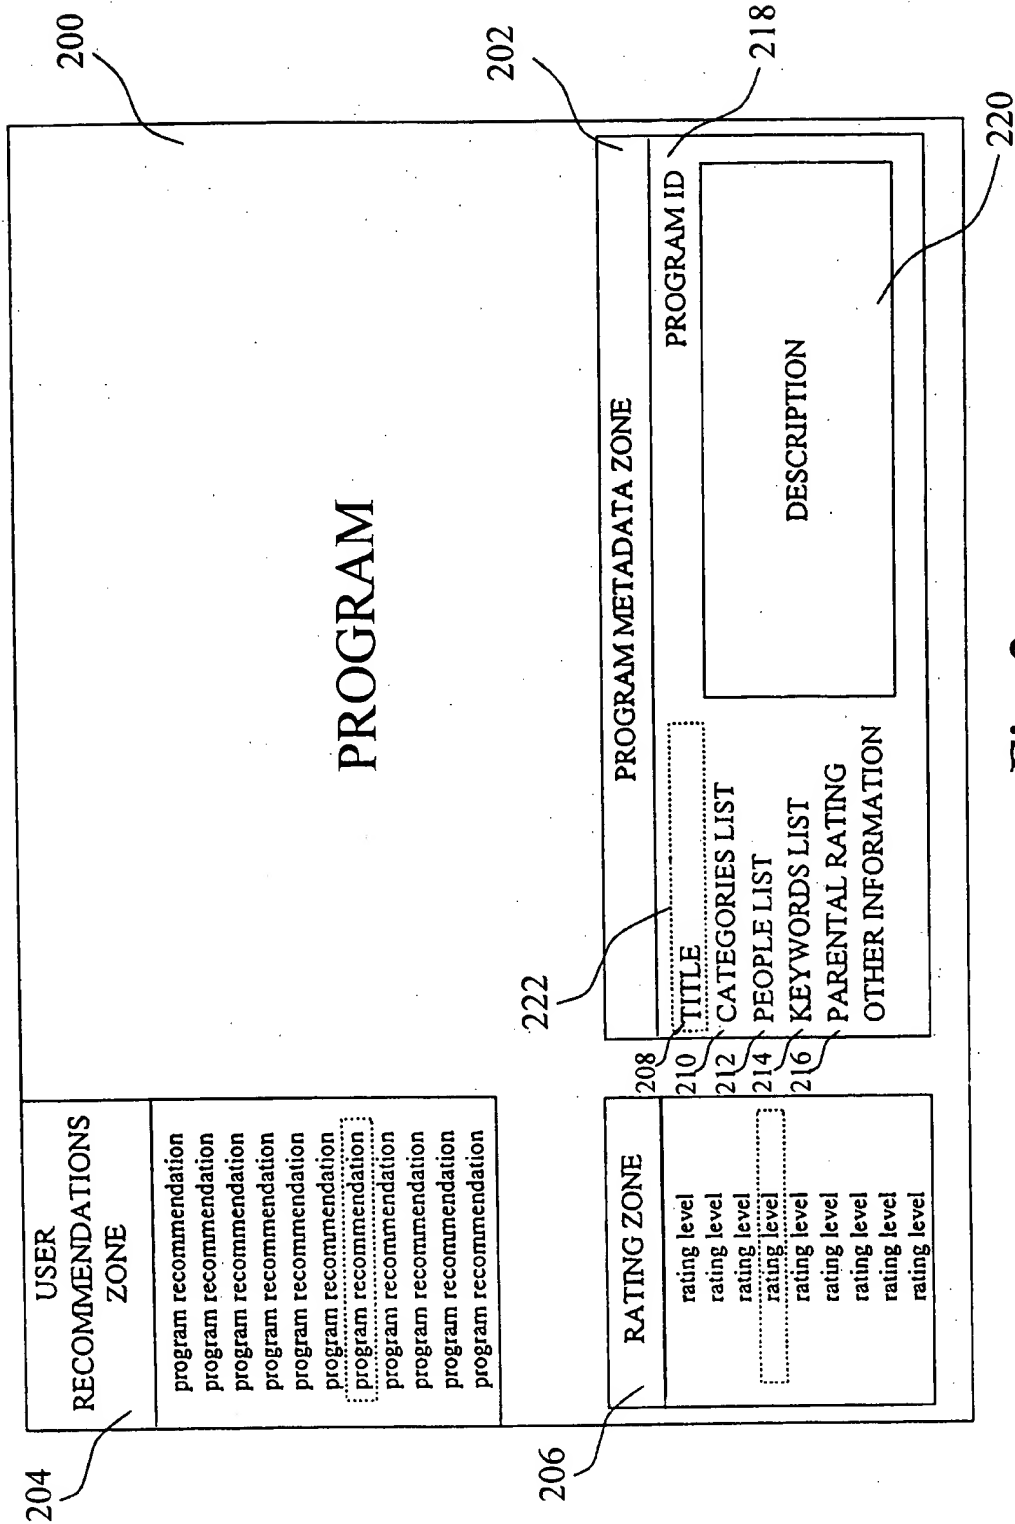 200
PROGRAM
204
USER
RECOMMENDATIONS
ZONE
program recommendation
program recommendation
program recommendation
program recommendation
program recommendation
program recommendation
program recommendation
program recommendation
program recommendation
program recommendation
program recommendation
206
RATING ZONE
rating level
rating level
rating level
rating level
rating level
rating level
rating level
rating level
rating level
202
PROGRAM METADATA ZONE
222
208 TITLE
210 CATEGORIES LIST
212 PEOPLE LIST
214 KEYWORDS LIST
216 PARENTAL RATING
OTHER INFORMATION
PROGRAM ID
218
DESCRIPTION
220